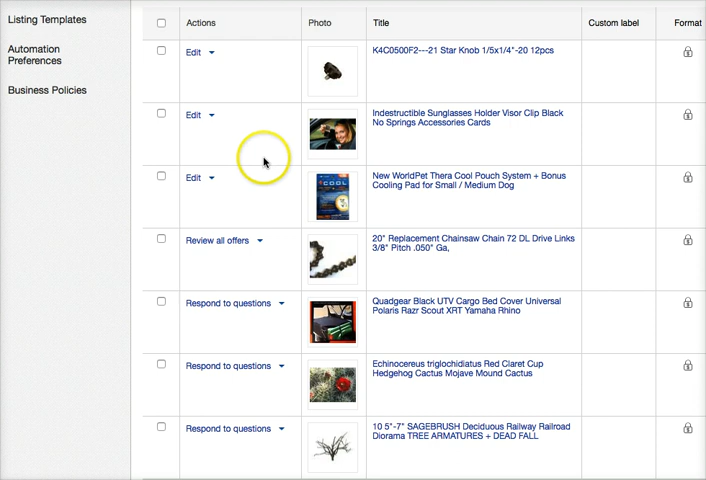 Listing Templates
Automation
Preferences
Business Policies
Actions Photo Title Custom label Format
Edit K4C0500F2---21 Star Knob 1/5x1/4"-20 12pcs
Edit Indestructible Sunglasses Holder Visor Clip Black
No Springs Accessories Cards
Edit New WorldPet Thera Cool Pouch System + Bonus
Cooling Pad for Small / Medium Dog
COOL
Review all offers 20" Replacement Chainsaw Chain 72 DL Drive Links
3/8" Pitch .050" Ga,
Respond to questions Quadgear Black UTV Cargo Bed Cover Universal
Polaris Razr Scout XRT Yamaha Rhino
Respond to questions Echinocereus triglochidiatus Red Claret Cup
Hedgehog Cactus Mojave Mound Cactus
Respond to questions 10 5"-7" SAGEBRUSH Deciduous Railway Railroad
Diorama TREE ARMATURES + DEAD FALL